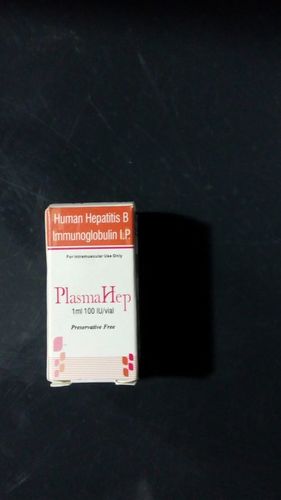 Human Hepatitis B
Immunoglobulin I.P
For Intramuscular Use Only
PlasmaHep
1ml 100 IU/vial
Preservative Free